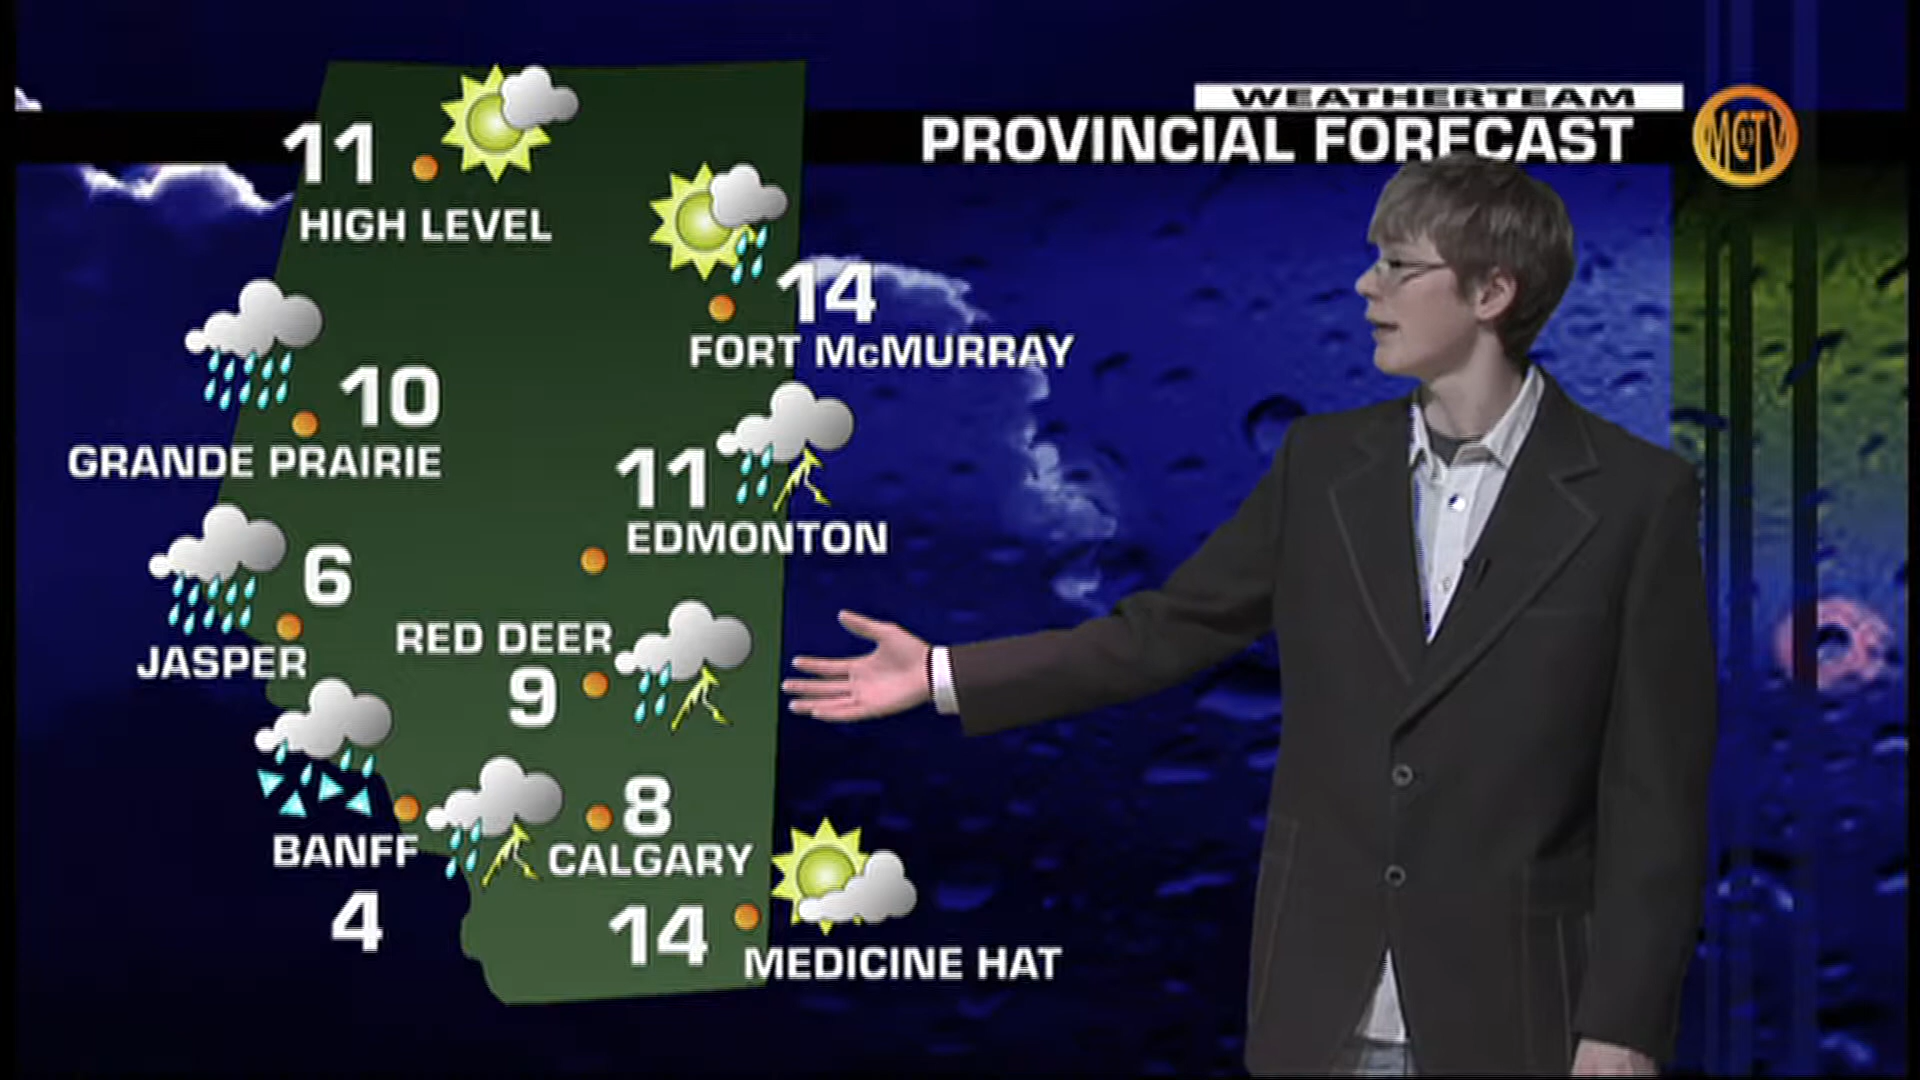 WEATHERTEAM
PROVINCIAL FORECAST
MCTV
11
HIGH LEVEL
14
FORT McMURRAY
10
GRANDE PRAIRIE
11
EDMONTON
6
JASPER
RED DEER
9
BANFF
4
8
CALGARY
14
MEDICINE HAT